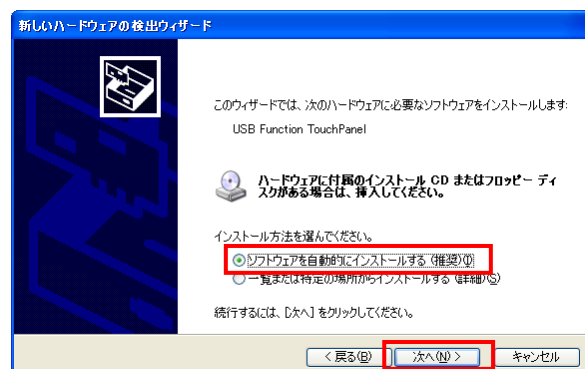 新しいハードウェアの検出ウィザード
このウィザードでは、次のハードウェアに必要なソフトウェアをインストールします:
USB Function TouchPanel
ハードウェアに付属のインストール CD またはフロッピー ディ
スクがある場合は、挿入してください。
インストール方法を選んでください。
ソフトウェアを自動的にインストールする (推奨)(I)
一覧または特定の場所からインストールする (詳細)(S)
続行するには、[次へ] をクリックしてください。
< 戻る(B)
次へ(N) >
キャンセル